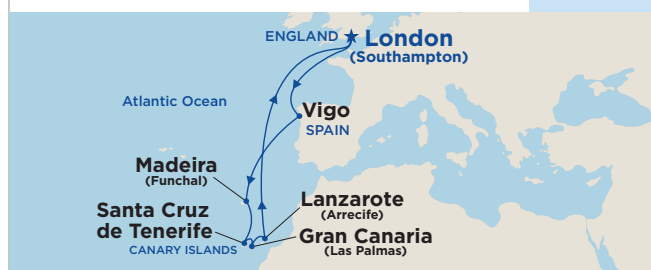 ENGLAND
London
(Southampton)
Atlantic Ocean
Vigo
SPAIN
Madeira
(Funchal)
Lanzarote
(Arrecife)
Santa Cruz
de Tenerife
Gran Canaria
(Las Palmas)
CANARY ISLANDS